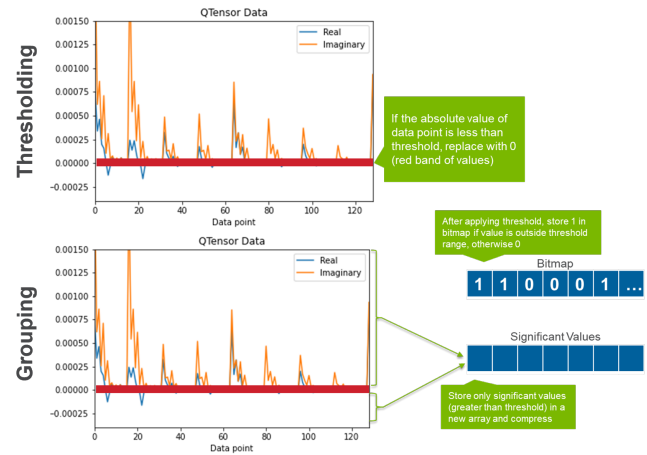 Thresholding
QTensor Data
0.00150
0.00125
0.00100
0.00075
0.00050
0.00025
0.00000
−0.00025
Real
Imaginary
0 20 40 60 80 100 120
Data point
If the absolute value of
data point is less than
threshold, replace with 0
(red band of values)
Grouping
QTensor Data
0.00150
0.00125
0.00100
0.00075
0.00050
0.00025
0.00000
−0.00025
Real
Imaginary
0 20 40 60 80 100 120
Data point
After applying threshold, store 1 in
bitmap if value is outside threshold
range, otherwise 0
Bitmap
1 1 0 0 0 1 ...
Significant Values
Store only significant values
(greater than threshold) in a
new array and compress